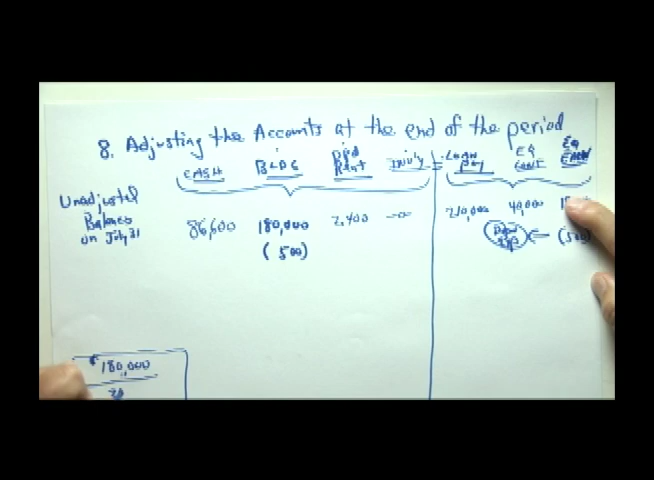 8. Adjusting the Accounts at the end of the period
CASH BLDG Ppd Rent = Loan Pay EQ CONT EQ EARN
Unadjusted Balance on July 31 86,600 180,000 2,400 210,000 40,000
(500) (500)
180,000